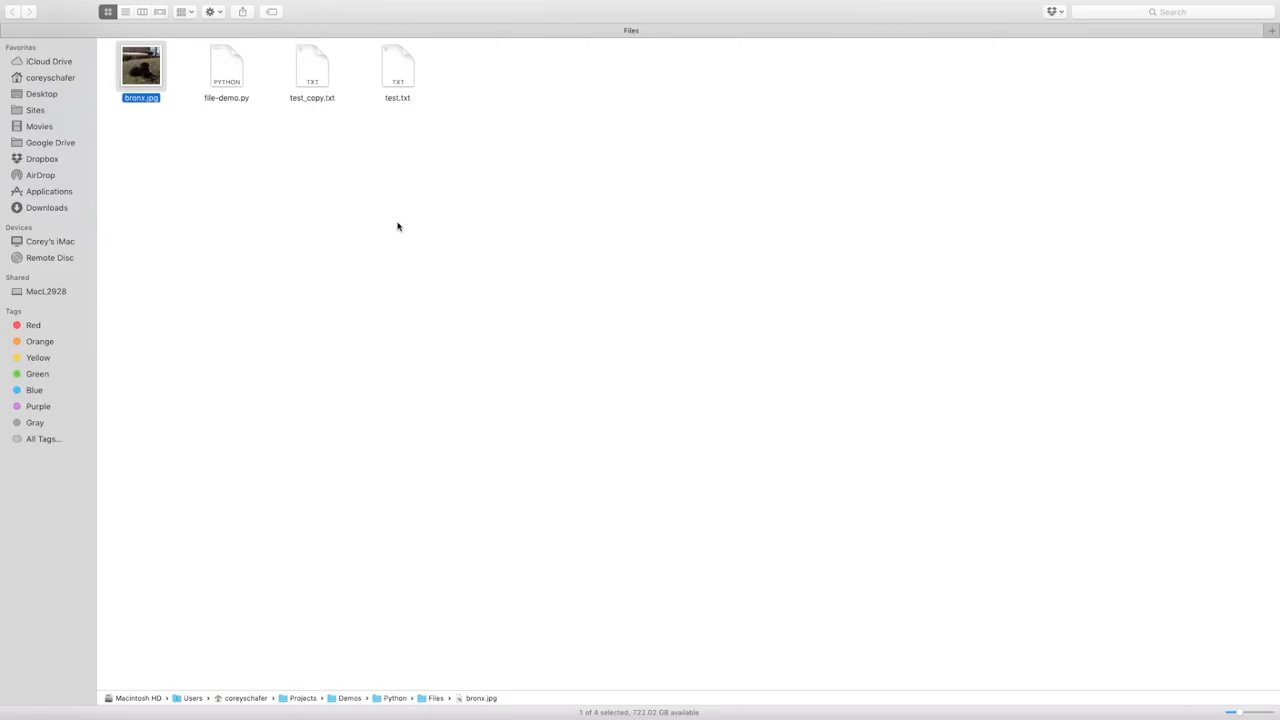 Search
Files
Favorites
iCloud Drive
coreyschafer
Desktop
Sites
Movies
Google Drive
Dropbox
AirDrop
Applications
Downloads
Devices
Corey's iMac
Remote Disc
Shared
MacL2928
Tags
Red
Orange
Yellow
Green
Blue
Purple
Gray
All Tags...
PYTHON TXT TXT
bronx.jpg file-demo.py test_copy.txt test.txt
Macintosh HD › Users › coreyschafer › Projects › Demos › Python › Files › bronx.jpg
1 of 4 selected, 722.02 GB available